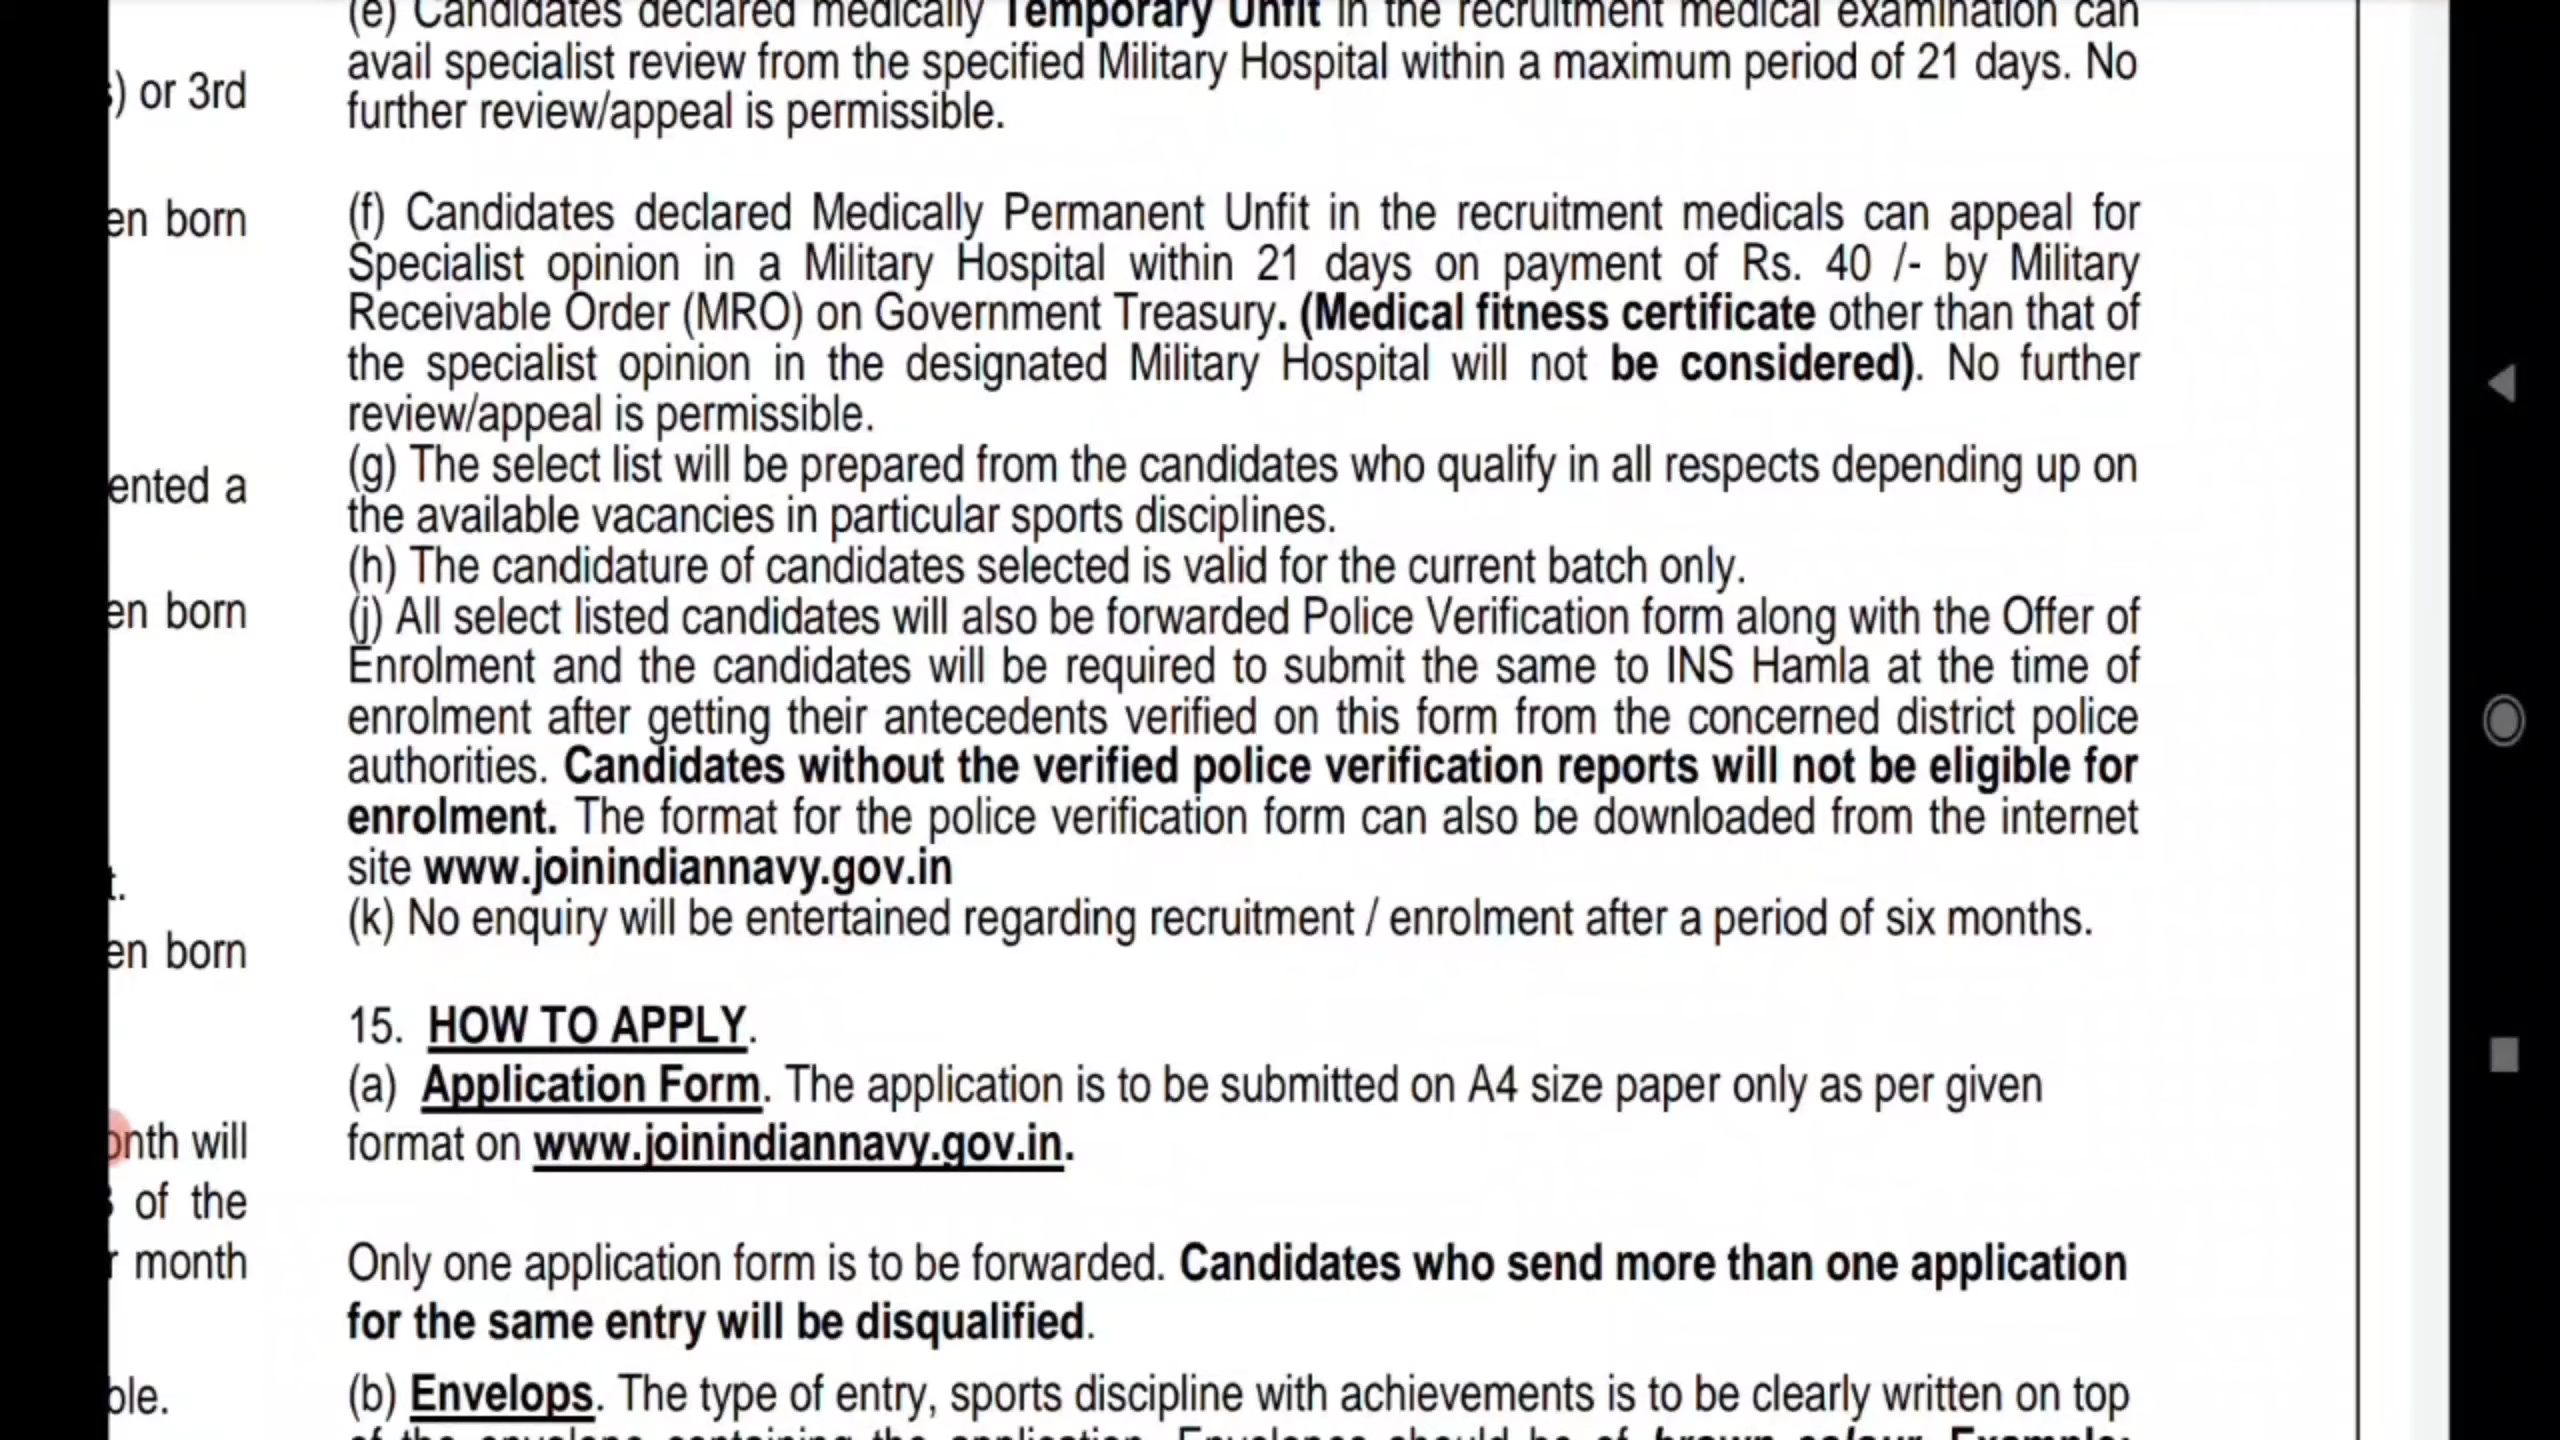 s) or 3rd
en born
ented a
en born
t.
en born
onth will
of the
r month
ble.
(e) Candidates declared medically Temporary Unfit in the recruitment medical examination can
avail specialist review from the specified Military Hospital within a maximum period of 21 days. No
further review/appeal is permissible.
(f) Candidates declared Medically Permanent Unfit in the recruitment medicals can appeal for
Specialist opinion in a Military Hospital within 21 days on payment of Rs. 40 /- by Military
Receivable Order (MRO) on Government Treasury. (Medical fitness certificate other than that of
the specialist opinion in the designated Military Hospital will not be considered). No further
review/appeal is permissible.
(g) The select list will be prepared from the candidates who qualify in all respects depending up on
the available vacancies in particular sports disciplines.
(h) The candidature of candidates selected is valid for the current batch only.
(j) All select listed candidates will also be forwarded Police Verification form along with the Offer of
Enrolment and the candidates will be required to submit the same to INS Hamla at the time of
enrolment after getting their antecedents verified on this form from the concerned district police
authorities. Candidates without the verified police verification reports will not be eligible for
enrolment. The format for the police verification form can also be downloaded from the internet
site www.joinindiannavy.gov.in
(k) No enquiry will be entertained regarding recruitment / enrolment after a period of six months.
15. HOW TO APPLY.
(a) Application Form. The application is to be submitted on A4 size paper only as per given
format on www.joinindiannavy.gov.in.
Only one application form is to be forwarded. Candidates who send more than one application
for the same entry will be disqualified.
(b) Envelops. The type of entry, sports discipline with achievements is to be clearly written on top
of the envelope containing the application. Envelopes should be of brown colour. Example: